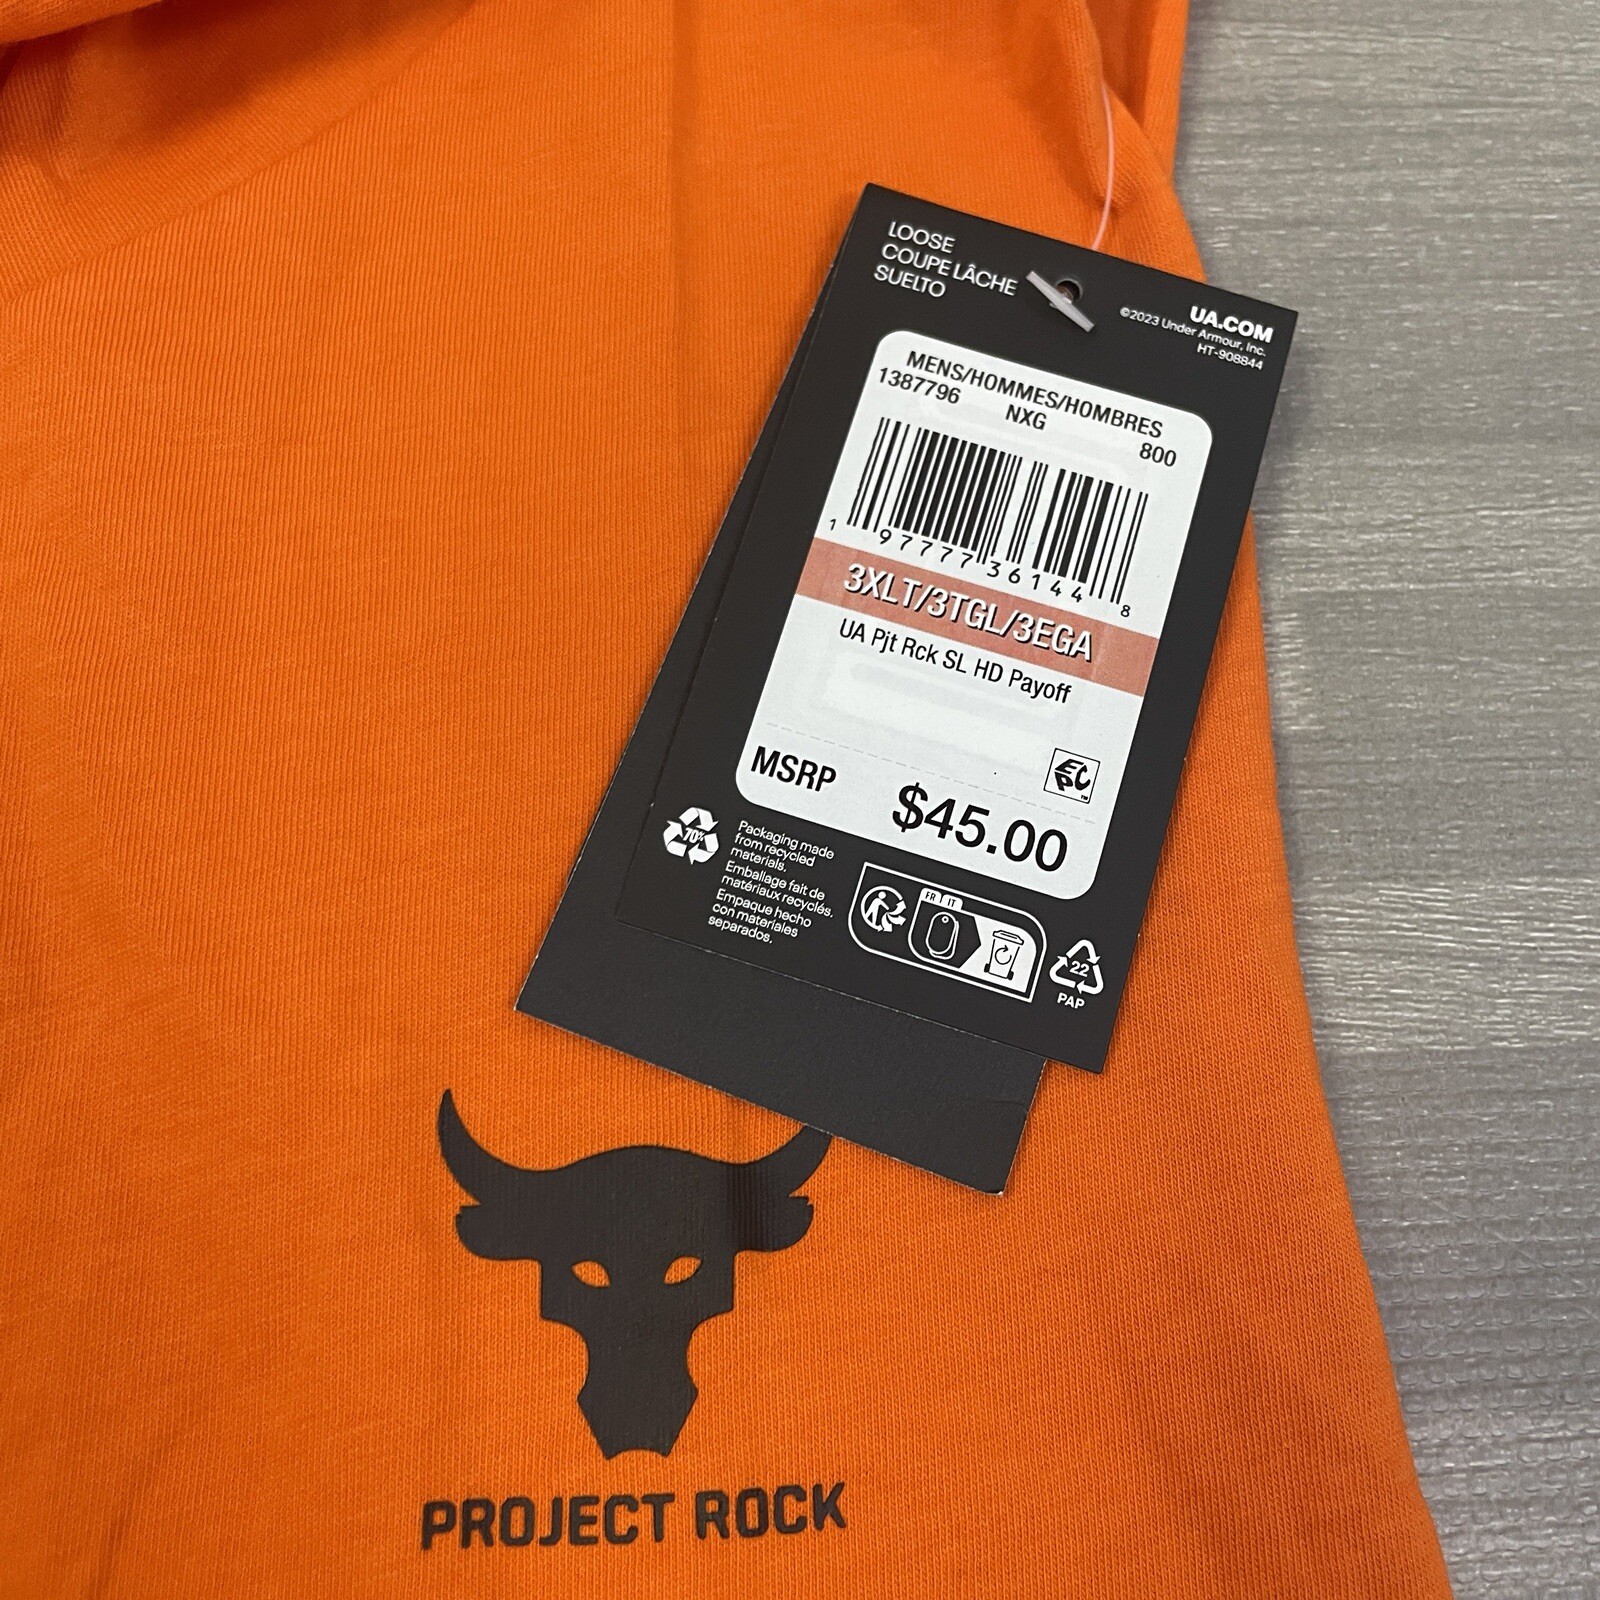 LOOSE
COUPE LÂCHE
SUELTO
UA.COM
©2023 Under Armour, Inc.
HT-908844
MENS/HOMMES/HOMBRES
1387796 NXG 800
1 97777 36144 8
3XLT/3TGL/3EGA
UA Pjt Rck SL HD Payoff
MSRP
EPC™
$45.00
70%
Packaging made
from recycled
materials.
Emballage fait de
matériaux recyclés.
Empaque hecho
con materiales
separados.
FR IT
22
PAP
PROJECT ROCK